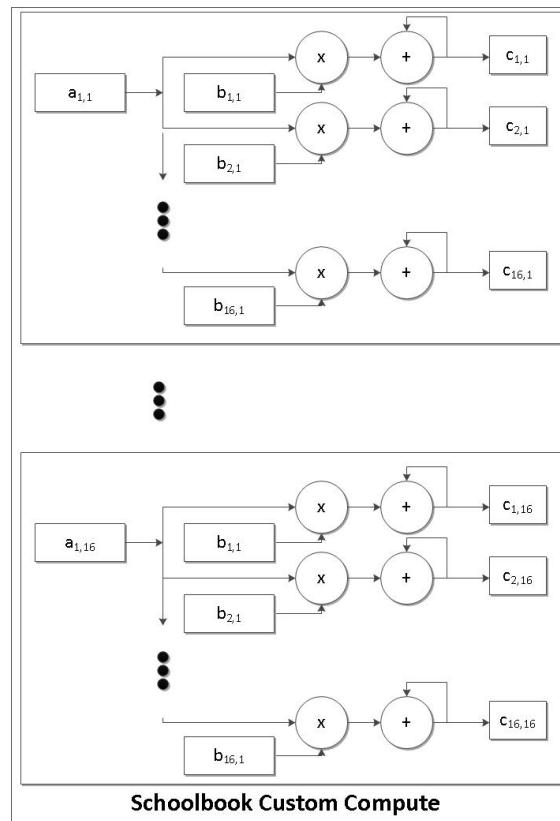 x + c1,1
a1,1 b1,1
x + c2,1
b2,1
x + c16,1
b16,1
x + c1,16
a1,16 b1,1
x + c2,16
b2,1
x + c16,16
b16,1
Schoolbook Custom Compute